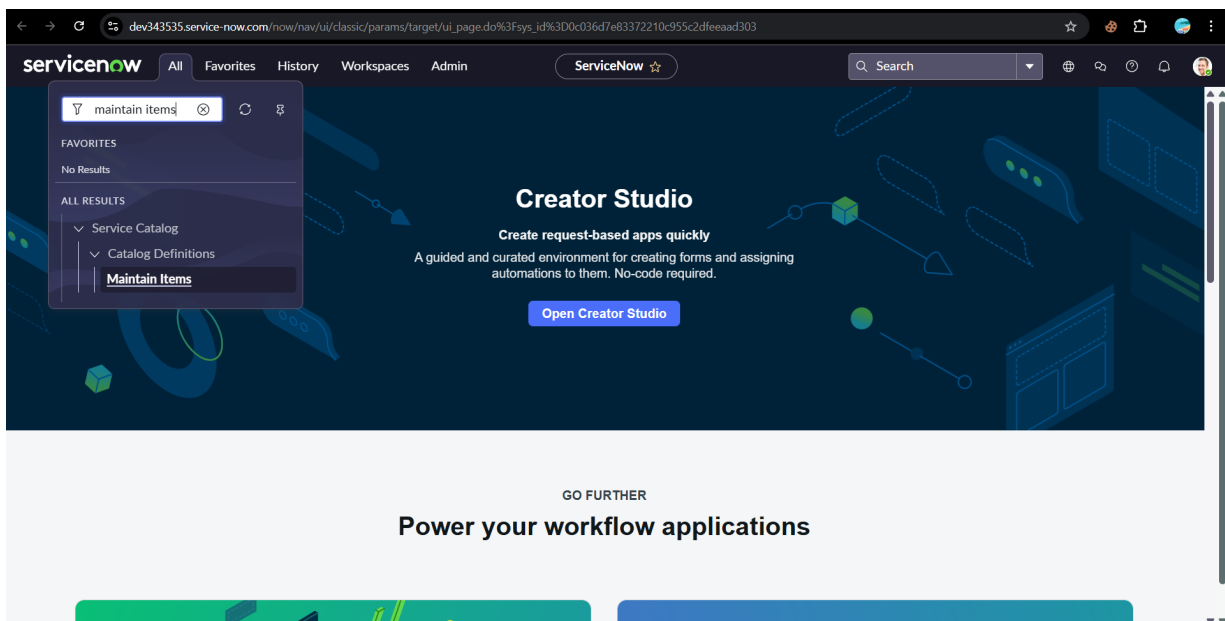 dev343535.service-now.com/now/nav/ui/classic/params/target/ui_page.do%3Fsys_id%3D0c036d7e83372210c955c2dfeeaad303
servicenow All Favorites History Workspaces Admin ServiceNow Search
maintain items
FAVORITES
No Results
ALL RESULTS
Service Catalog
Catalog Definitions
Maintain Items
Creator Studio
Create request-based apps quickly
A guided and curated environment for creating forms and assigning
automations to them. No-code required.
Open Creator Studio
GO FURTHER
Power your workflow applications